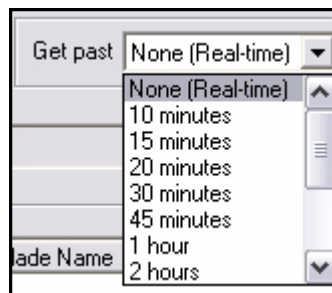 Get past None (Real-time)
None (Real-time)
10 minutes
15 minutes
20 minutes
30 minutes
45 minutes
1 hour
2 hours
Name